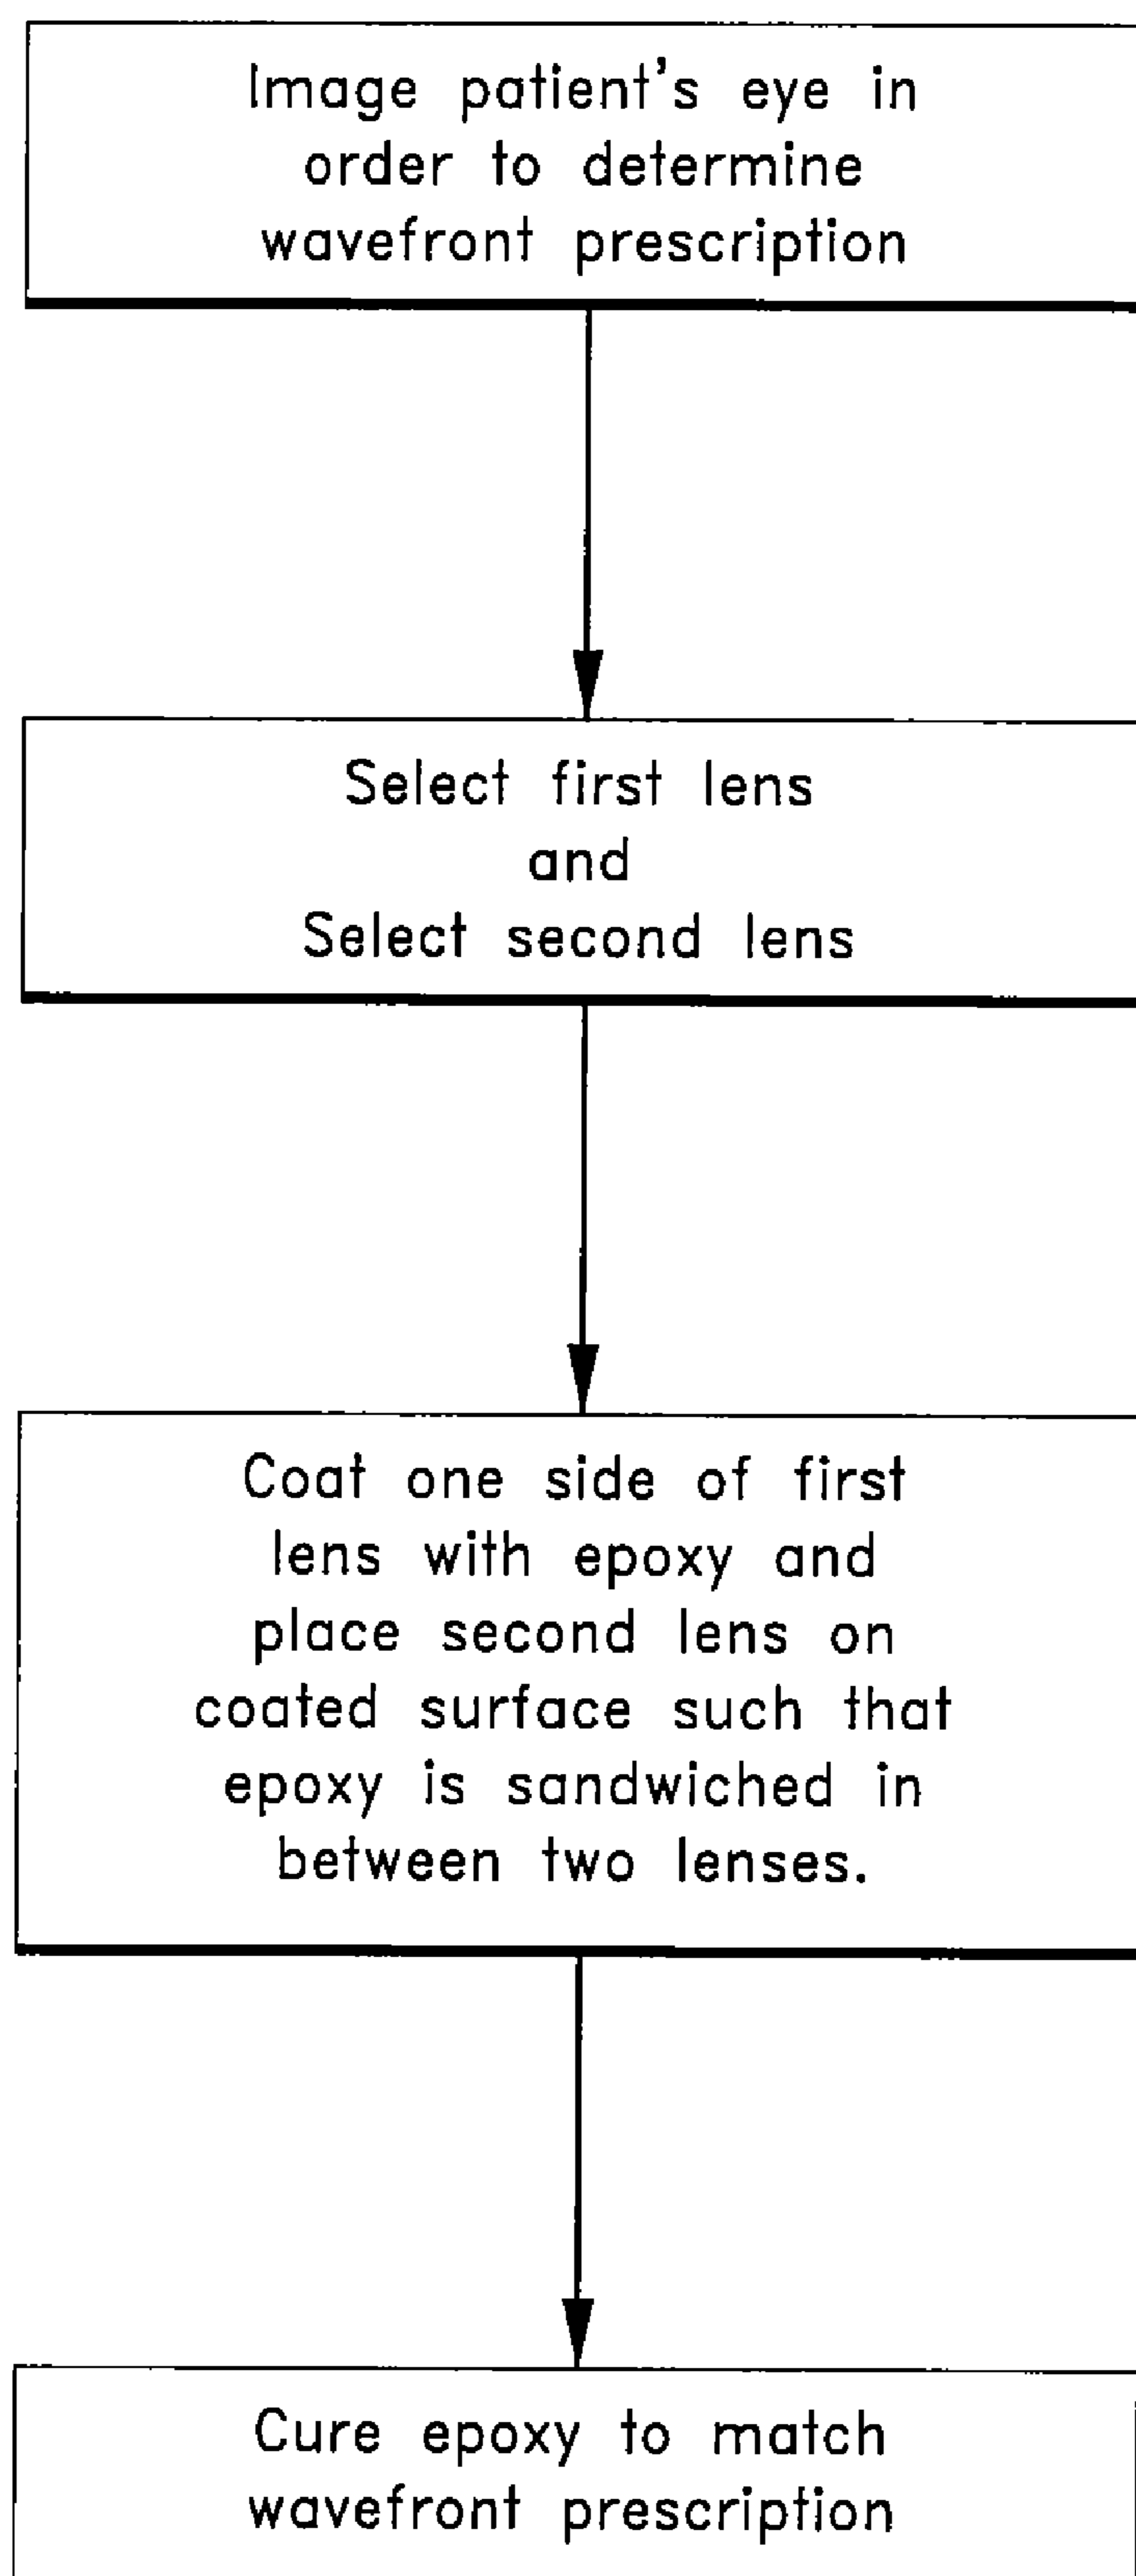 Image patient's eye in
order to determine
wavefront prescription
Select first lens
and
Select second lens
Coat one side of first
lens with epoxy and
place second lens on
coated surface such that
epoxy is sandwiched in
between two lenses.
Cure epoxy to match
wavefront prescription